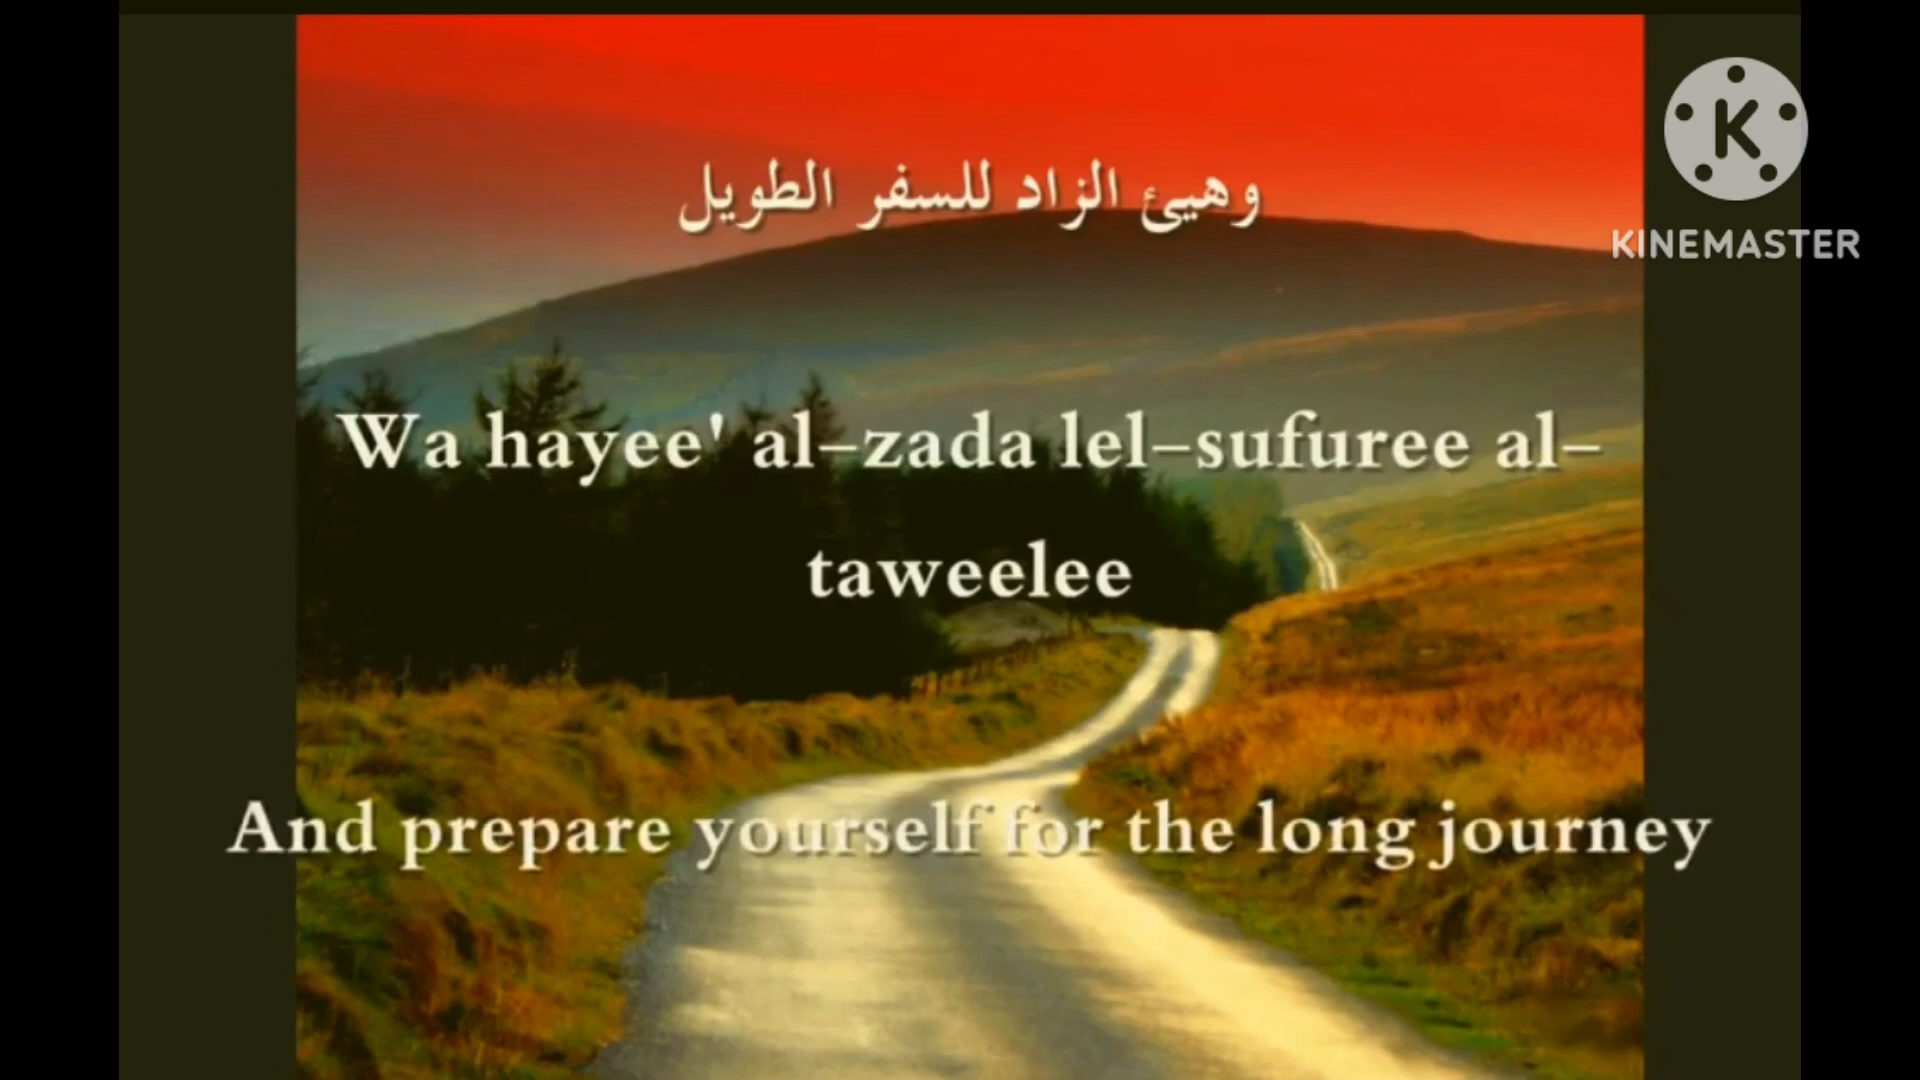 وهيئ الزاد للسفر الطويل
K
KINEMASTER
Wa hayee' al–zada lel–sufuree al–
taweelee
And prepare yourself for the long journey